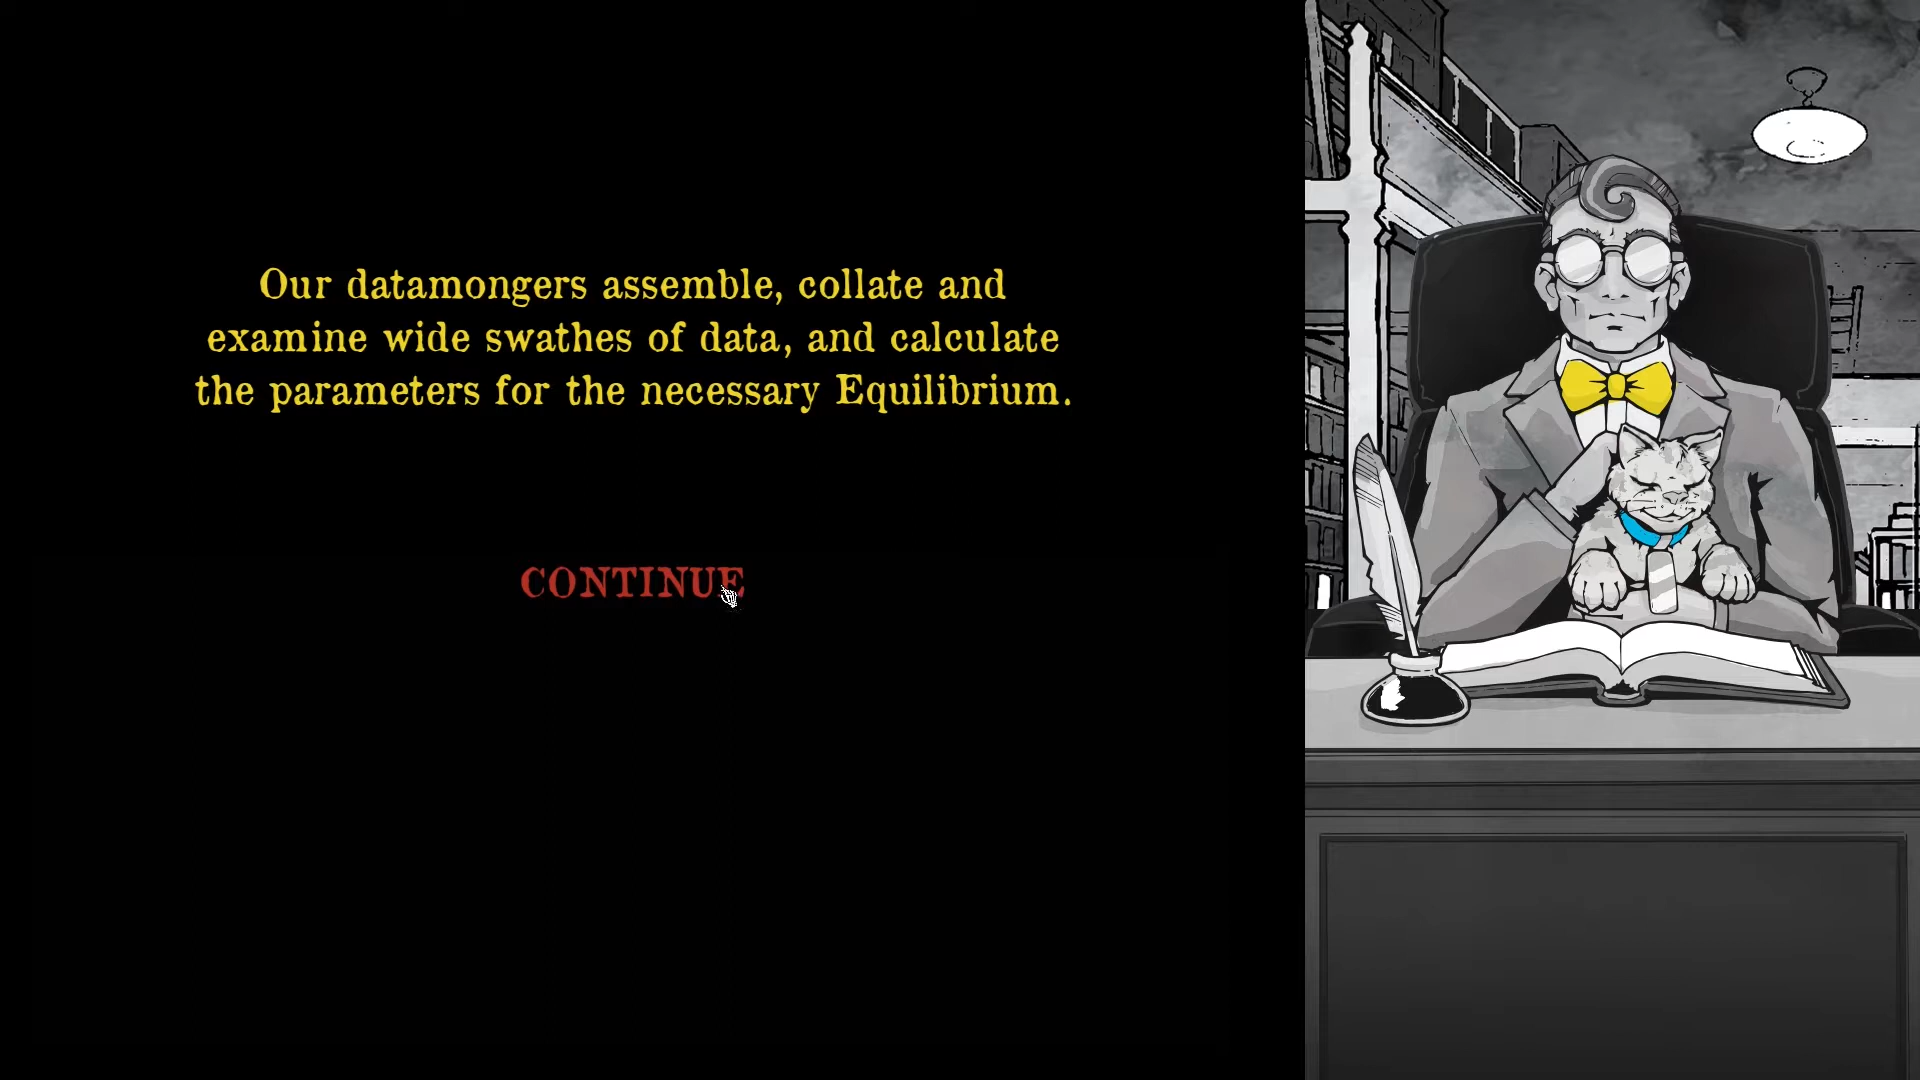 Our datamongers assemble, collate and
examine wide swathes of data, and calculate
the parameters for the necessary Equilibrium.
CONTINUE